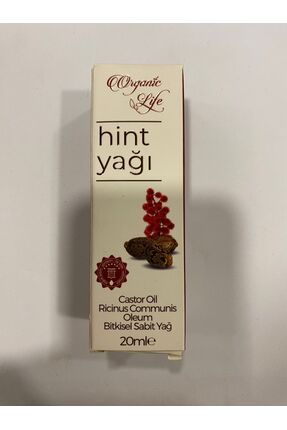 Organic
Life
hint
yağı
Castor Oil
Ricinus Communis
Oleum
Bitkisel Sabit Yağ
20ml℮